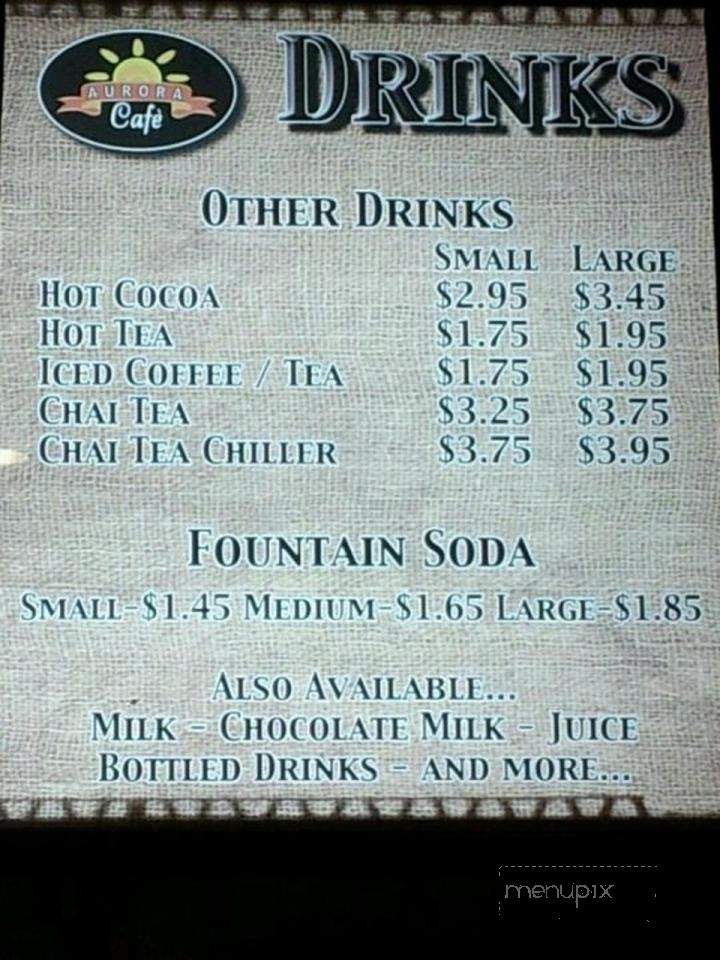 AURORA
Cafè
DRINKS
OTHER DRINKS
SMALL LARGE
HOT COCOA $2.95 $3.45
HOT TEA $1.75 $1.95
ICED COFFEE / TEA $1.75 $1.95
CHAI TEA $3.25 $3.75
CHAI TEA CHILLER $3.75 $3.95
FOUNTAIN SODA
SMALL-$1.45 MEDIUM-$1.65 LARGE-$1.85
ALSO AVAILABLE...
MILK - CHOCOLATE MILK - JUICE
BOTTLED DRINKS - AND MORE...
menupix